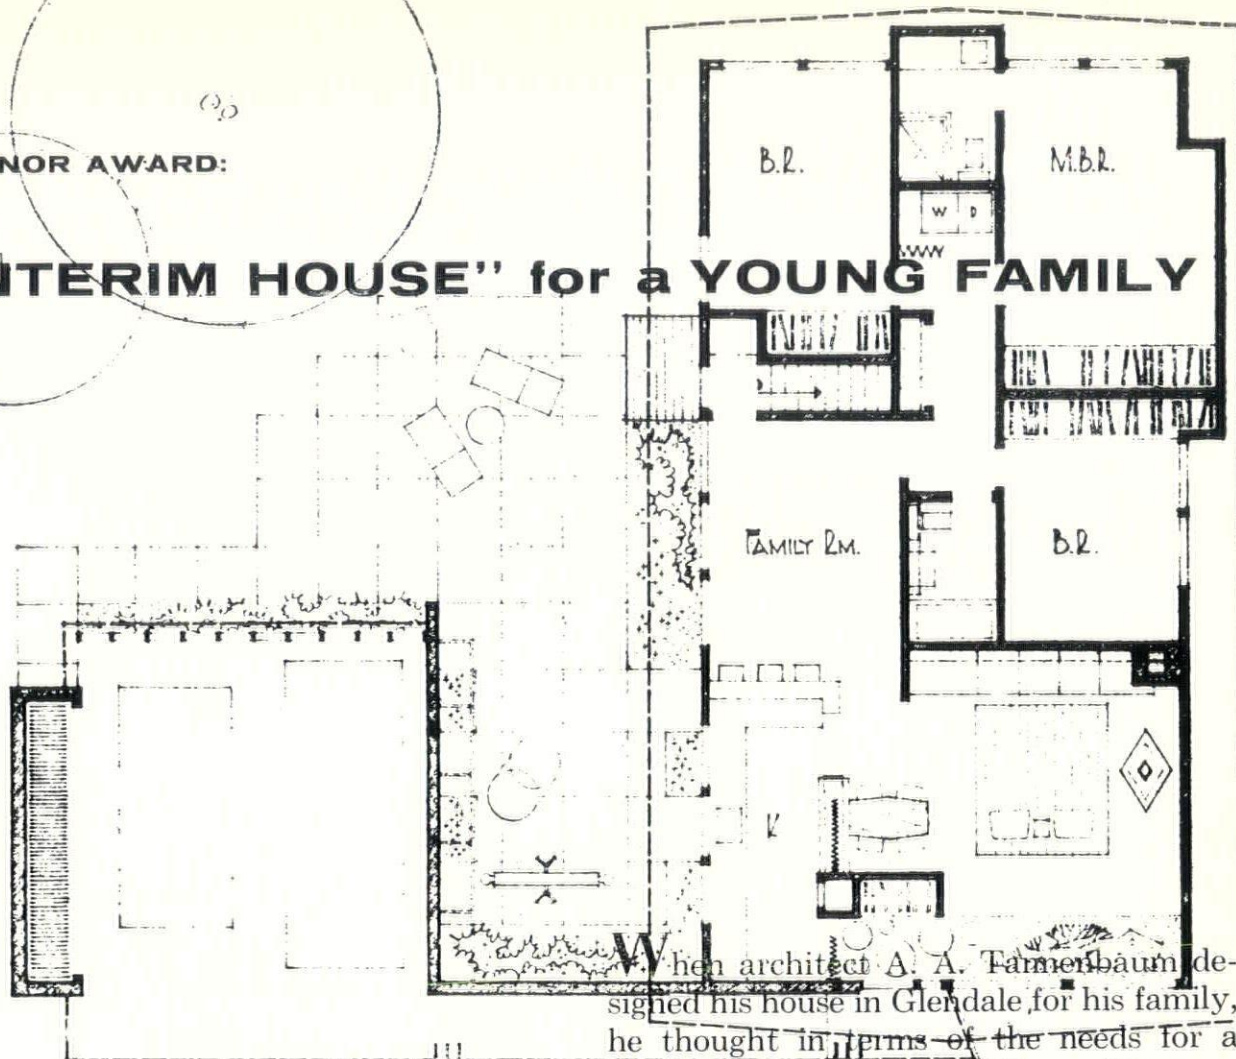 NOR AWARD:
B.R.
M.B.R.
W D
NTERIM HOUSE” for a YOUNG FAMILY
FAMILY RM.
B.R.
K
When architect A. A. Tannenbaum de-
signed his house in Glendale for his family,
he thought in terms of the needs for a